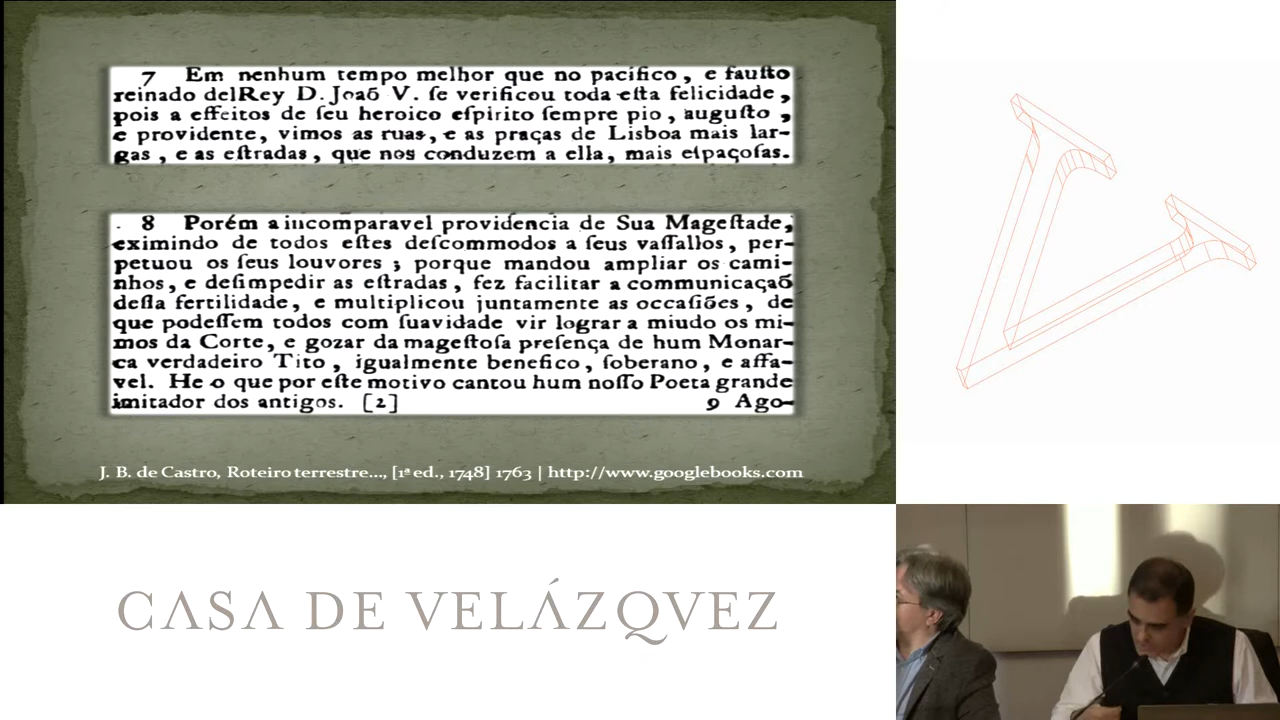 7 Em nenhum tempo melhor que no pacifico, e fauſto
reinado delRey D. Joaõ V. ſe verificou toda eſta felicidade,
pois a effeitos de ſeu heroico eſpirito ſempre pio, auguſto,
e providente, vimos as ruas, e as praças de Lisboa mais lar-
gas, e as eſtradas, que nos conduzem a ella, mais eſpaçoſas.
8 Porém a incomparavel providencia de Sua Mageſtade,
eximindo de todos eſtes deſcommodos a ſeus vaſſallos, per-
petuou os ſeus louvores; porque mandou ampliar os cami-
nhos, e deſimpedir as eſtradas, fez facilitar a communicaçaõ
deſla fertilidade, e multiplicou juntamente as occaſiões, de
que podeſſem todos com ſuavidade vir lograr a miudo os mi-
mos da Corte, e gozar da mageſtoſa preſença de hum Monar-
ca verdadeiro Tito, igualmente benefico, ſoberano, e affa-
vel. He o que por eſte motivo cantou hum noſſo Poeta grande
imitador dos antigos. [2] 9 Ago-
J. B. de Castro, Roteiro terrestre..., [1ª ed., 1748] 1763 | http://www.googlebooks.com
CASA DE VELÁZQVEZ